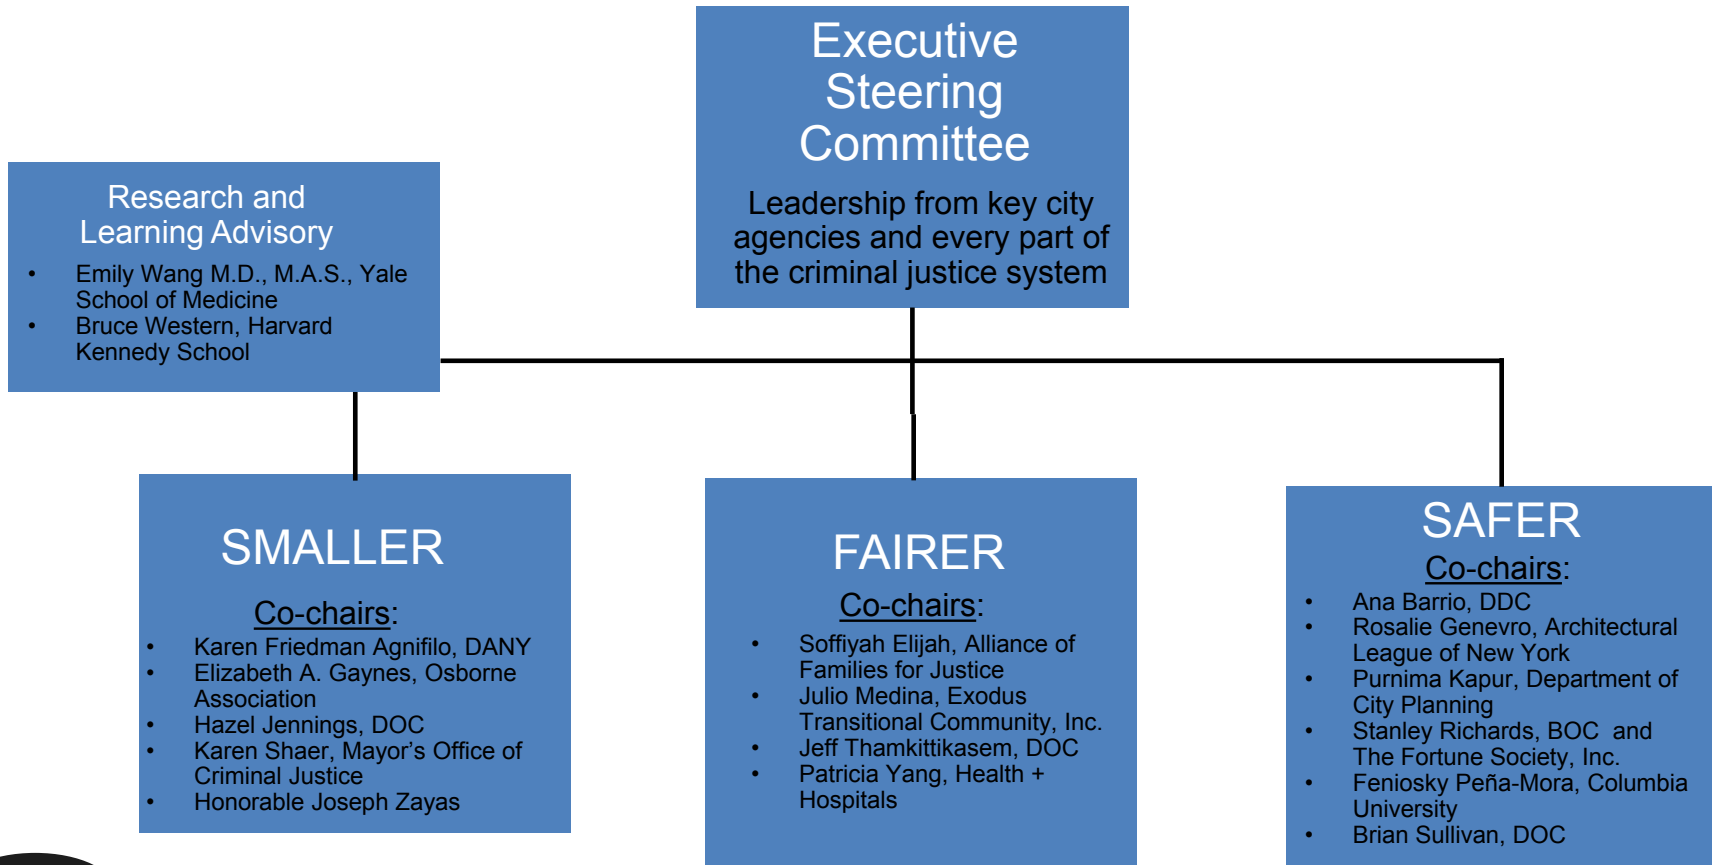 Executive
Steering
Committee
Leadership from key city
agencies and every part of
the criminal justice system
Research and
Learning Advisory
• Emily Wang M.D., M.A.S., Yale
School of Medicine
• Bruce Western, Harvard
Kennedy School
SMALLER
Co-chairs:
• Karen Friedman Agnifilo, DANY
• Elizabeth A. Gaynes, Osborne
Association
• Hazel Jennings, DOC
• Karen Shaer, Mayor’s Office of
Criminal Justice
• Honorable Joseph Zayas
FAIRER
Co-chairs:
• Soffiyah Elijah, Alliance of
Families for Justice
• Julio Medina, Exodus
Transitional Community, Inc.
• Jeff Thamkittikasem, DOC
• Patricia Yang, Health +
Hospitals
SAFER
Co-chairs:
• Ana Barrio, DDC
• Rosalie Genevro, Architectural
League of New York
• Purnima Kapur, Department of
City Planning
• Stanley Richards, BOC and
The Fortune Society, Inc.
• Feniosky Peña-Mora, Columbia
University
• Brian Sullivan, DOC